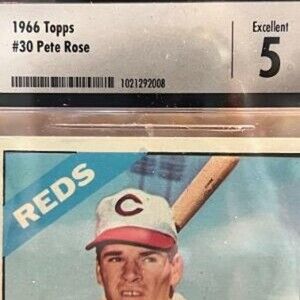 1966 Topps
#30 Pete Rose
Excellent
5
1021292008
REDS
C